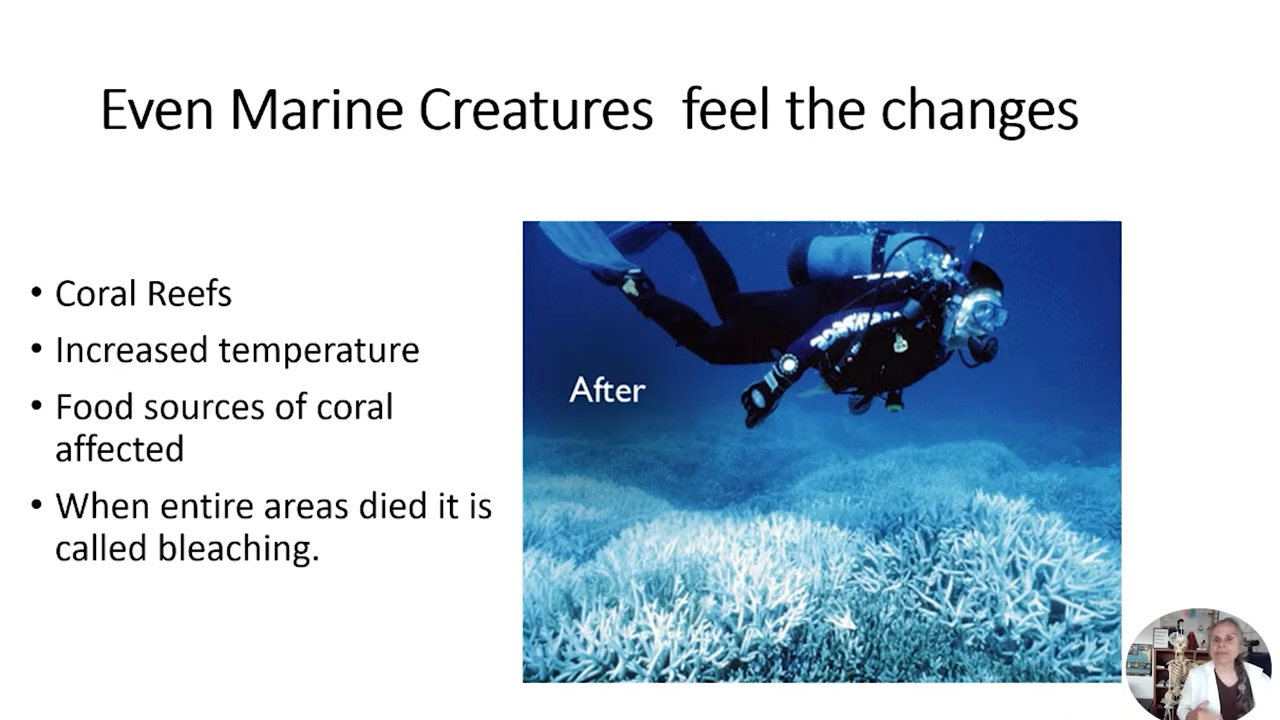 Even Marine Creatures  feel the changes
• Coral Reefs
• Increased temperature
• Food sources of coral
affected
• When entire areas died it is
called bleaching.
After